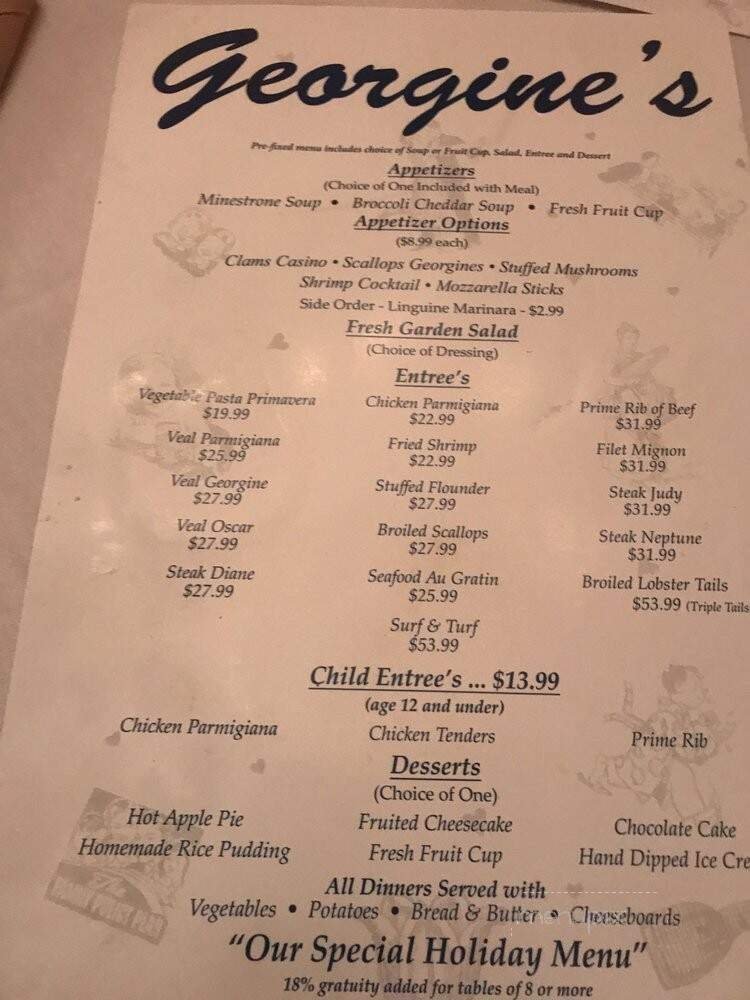 Georgine's
Pre-fixed menu includes choice of Soup or Fruit Cup, Salad, Entree and Dessert
Appetizers
(Choice of One Included with Meal)
Minestrone Soup • Broccoli Cheddar Soup • Fresh Fruit Cup
Appetizer Options
($8.99 each)
Clams Casino • Scallops Georgines • Stuffed Mushrooms
Shrimp Cocktail • Mozzarella Sticks
Side Order - Linguine Marinara - $2.99
Fresh Garden Salad
(Choice of Dressing)
Entree's
Vegetable Pasta Primavera
$19.99
Veal Parmigiana
$25.99
Veal Georgine
$27.99
Veal Oscar
$27.99
Steak Diane
$27.99
Chicken Parmigiana
$22.99
Fried Shrimp
$22.99
Stuffed Flounder
$27.99
Broiled Scallops
$27.99
Seafood Au Gratin
$25.99
Surf & Turf
$53.99
Prime Rib of Beef
$31.99
Filet Mignon
$31.99
Steak Judy
$31.99
Steak Neptune
$31.99
Broiled Lobster Tails
$53.99 (Triple Tails
Child Entree's ... $13.99
(age 12 and under)
Chicken Parmigiana Chicken Tenders Prime Rib
Desserts
(Choice of One)
Hot Apple Pie Fruited Cheesecake Chocolate Cake
Homemade Rice Pudding Fresh Fruit Cup Hand Dipped Ice Cre
All Dinners Served with
Vegetables • Potatoes • Bread & Butter • Cheeseboards
"Our Special Holiday Menu"
18% gratuity added for tables of 8 or more